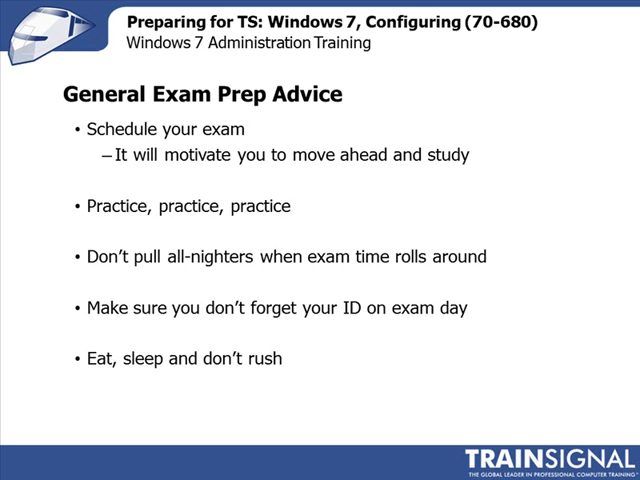 Preparing for TS: Windows 7, Configuring (70-680)
Windows 7 Administration Training
General Exam Prep Advice
• Schedule your exam
– It will motivate you to move ahead and study
• Practice, practice, practice
• Don't pull all-nighters when exam time rolls around
• Make sure you don't forget your ID on exam day
• Eat, sleep and don't rush
TRAINSIGNAL
THE GLOBAL LEADER IN PROFESSIONAL COMPUTER TRAINING™